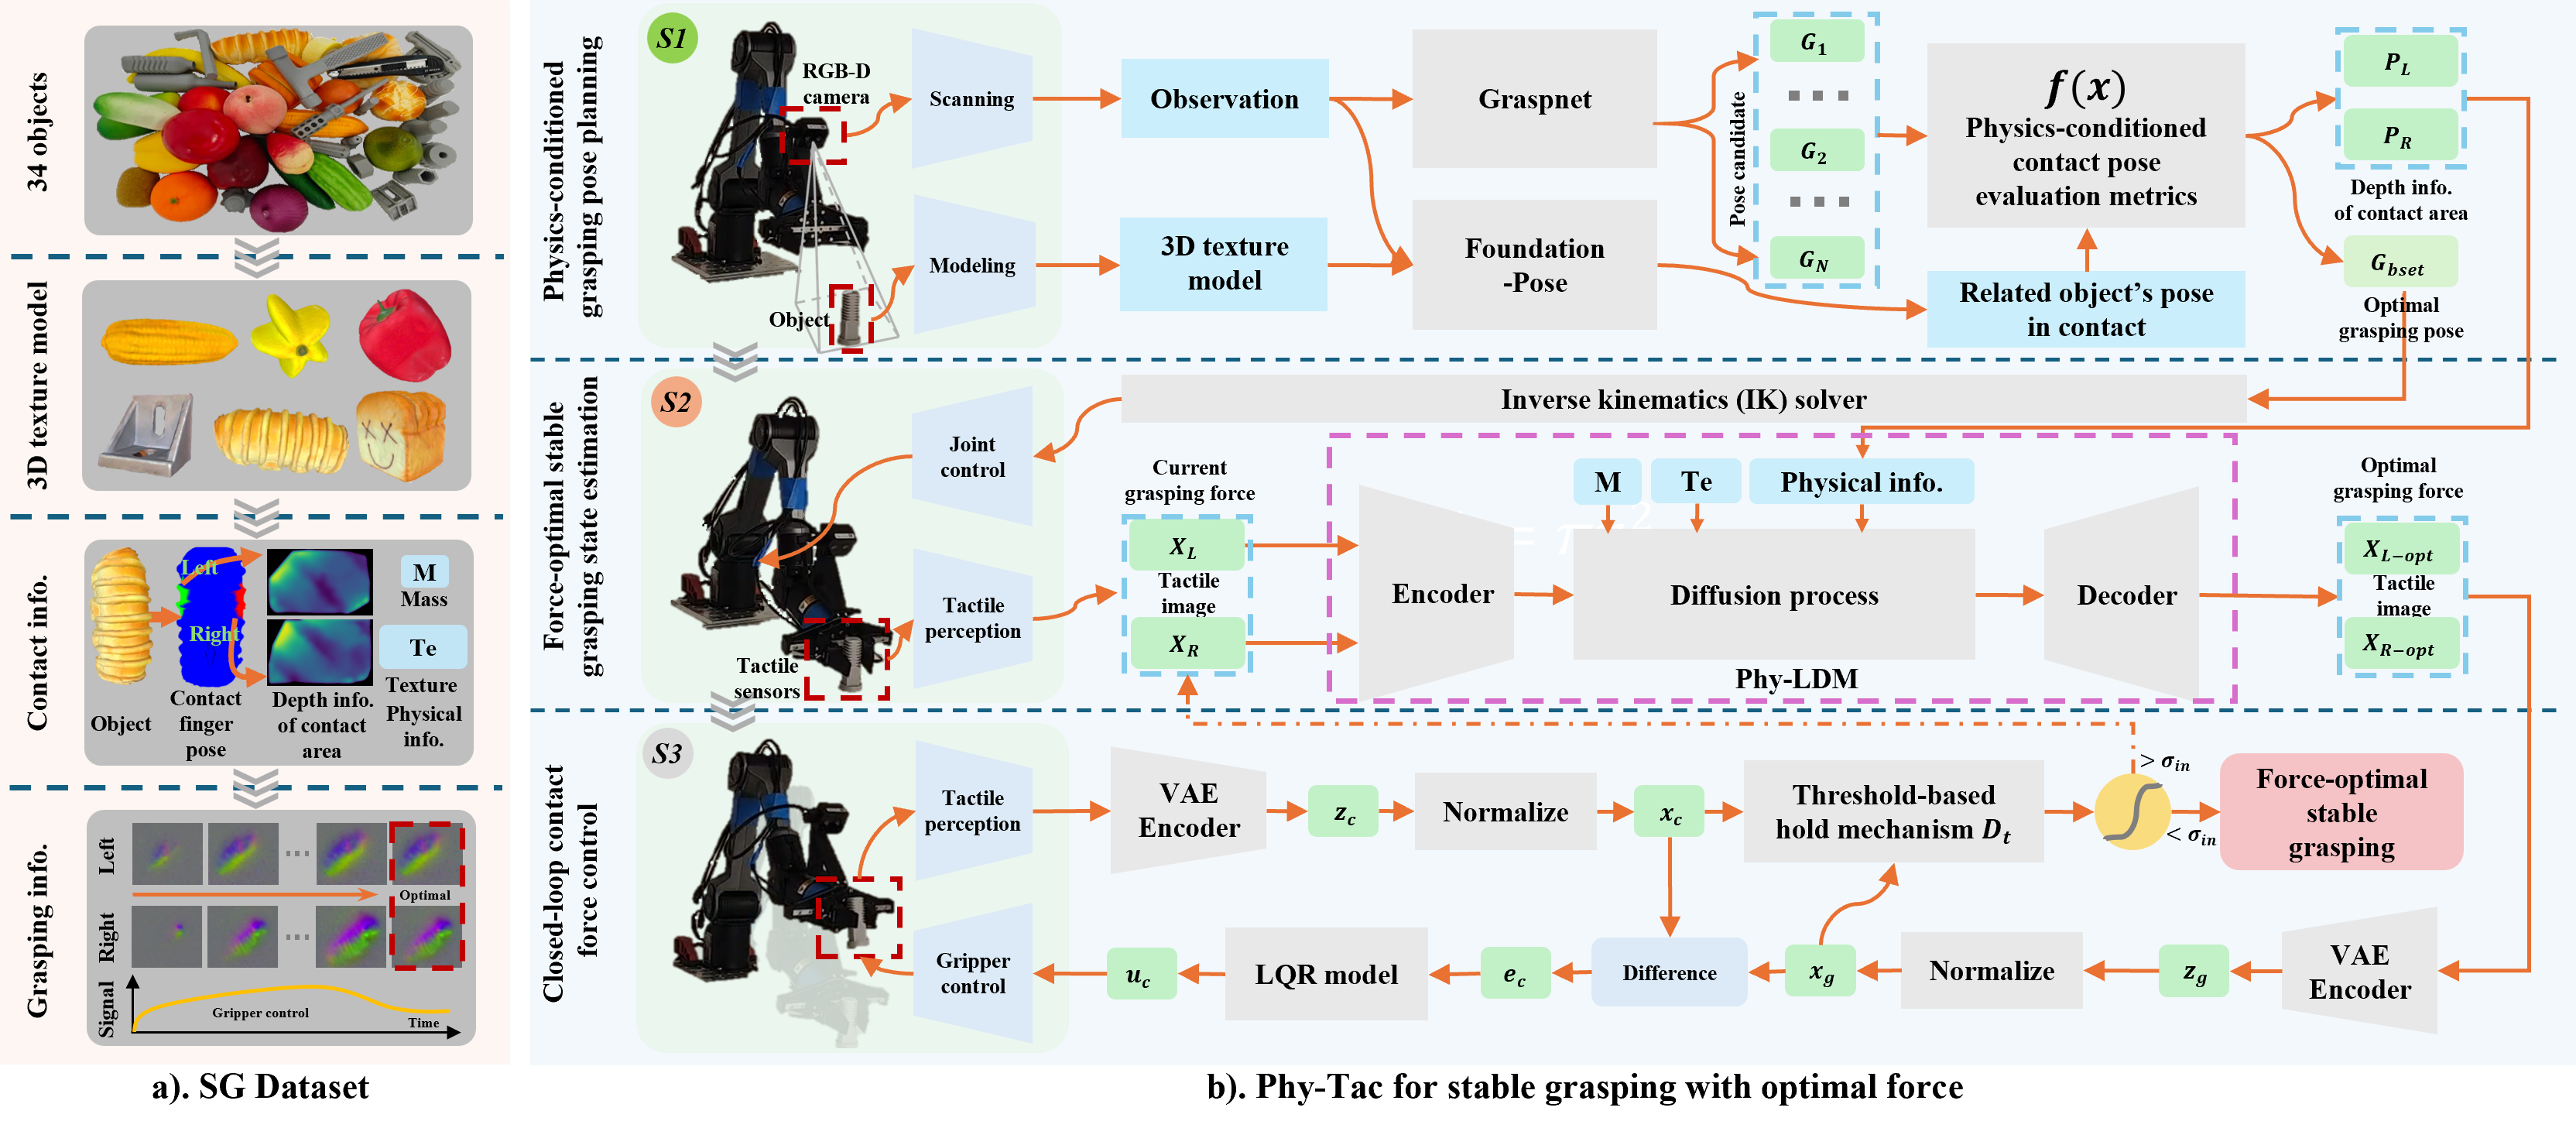 34 objects
3D texture model
Contact info.
Left
Right
Object
Contact
finger
pose
Depth info.
of contact
area
M
Mass
Te
Texture
Physical
info.
Grasping info.
Left
Right
Optimal
Signal
Gripper control
Time
a). SG Dataset
Physics-conditioned
grasping pose planning
S1
RGB-D
camera
Object
Scanning
Modeling
Observation
3D texture
model
Graspnet
Foundation
-Pose
Pose candidate
G_1
G_2
G_N
f(x)
Physics-conditioned
contact pose
evaluation metrics
Related object's pose
in contact
P_L
P_R
Depth info.
of contact area
G_bset
Optimal
grasping pose
Force-optimal stable
grasping state estimation
S2
Tactile
sensors
Joint
control
Tactile
perception
Inverse kinematics (IK) solver
Current
grasping force
X_L
Tactile
image
X_R
M
Te
Physical info.
Encoder
Diffusion process
Decoder
Phy-LDM
Optimal
grasping force
X_L-opt
Tactile
image
X_R-opt
Closed-loop contact
force control
S3
Tactile
perception
Gripper
control
VAE
Encoder
z_c
Normalize
x_c
Threshold-based
hold mechanism D_t
> σ_in
< σ_in
Force-optimal
stable
grasping
u_c
LQR model
e_c
Difference
x_g
Normalize
z_g
VAE
Encoder
b). Phy-Tac for stable grasping with optimal force